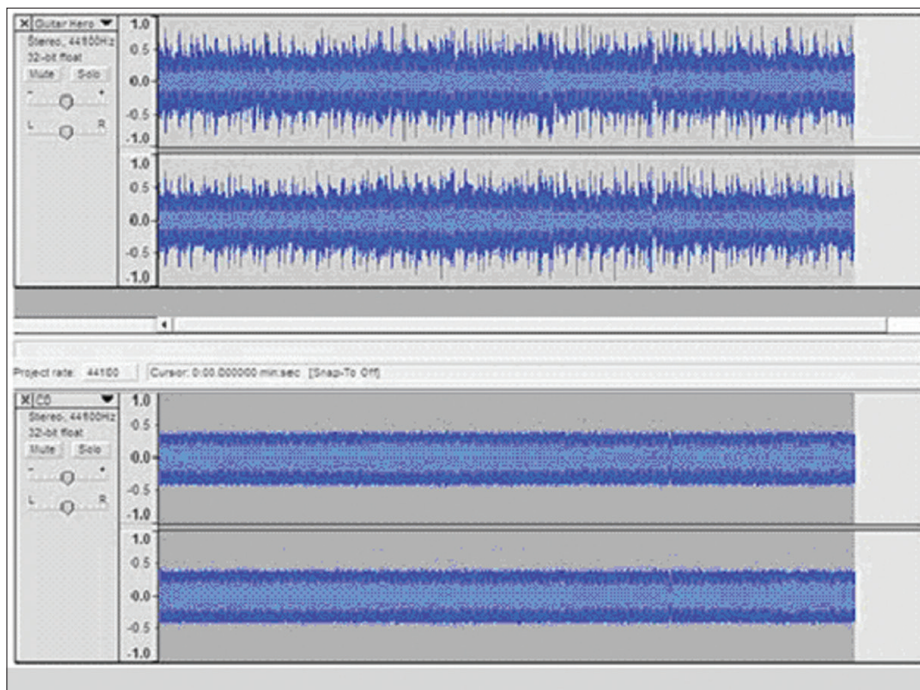 X Guitar Hero
Stereo, 44100Hz
32-bit float
Mute Solo
- +
L R
1.0
0.5
0.0
-0.5
-1.0
1.0
0.5
0.0
-0.5
-1.0
Project rate: 44100 Cursor: 0:00.000000 min:sec [Snap-To Off]
X CD
Stereo, 44100Hz
32-bit float
Mute Solo
- +
L R
1.0
0.5
0.0
-0.5
-1.0
1.0
0.5
0.0
-0.5
-1.0